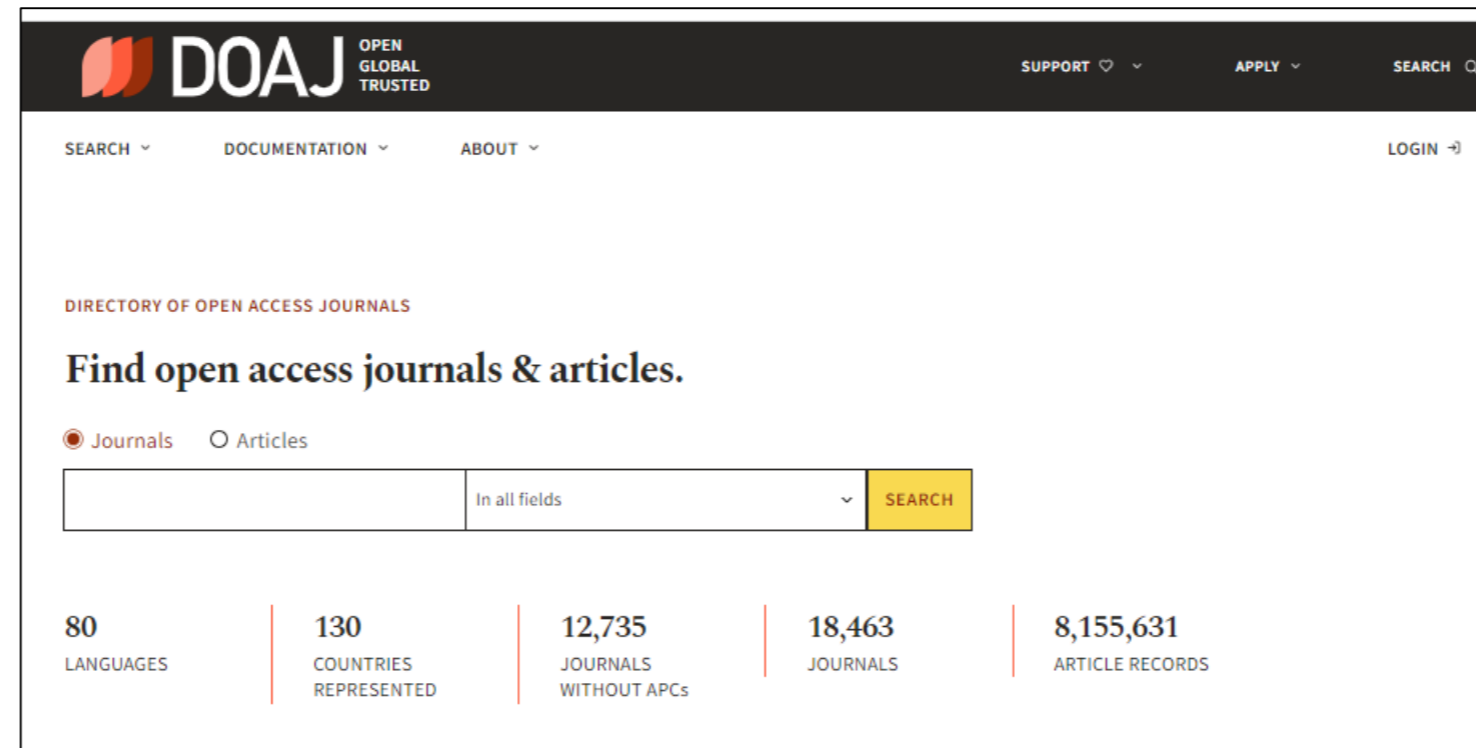 DOAJ
OPEN
GLOBAL
TRUSTED
SUPPORT
APPLY
SEARCH
SEARCH
DOCUMENTATION
ABOUT
LOGIN
DIRECTORY OF OPEN ACCESS JOURNALS
Find open access journals & articles.
Journals Articles
In all fields SEARCH
80
LANGUAGES
130
COUNTRIES
REPRESENTED
12,735
JOURNALS
WITHOUT APCs
18,463
JOURNALS
8,155,631
ARTICLE RECORDS